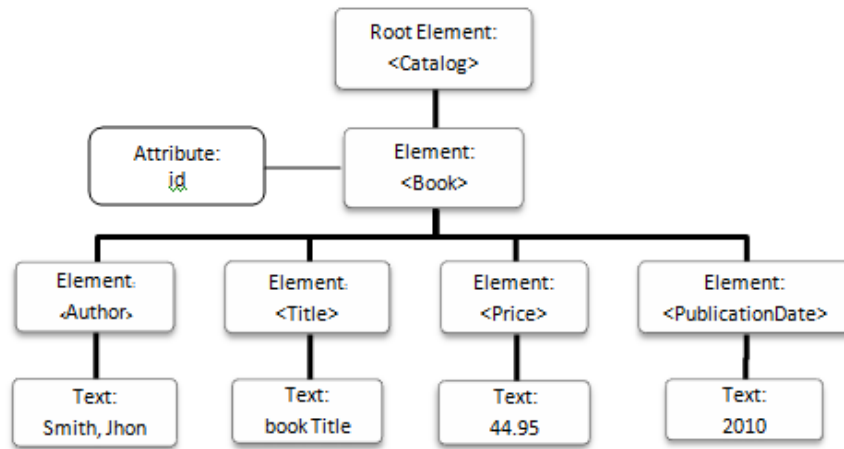 Root Element:
<Catalog>
Attribute:
id
Element:
<Book>
Element:
<Author>
Element:
<Title>
Element:
<Price>
Element:
<PublicationDate>
Text:
Smith, Jhon
Text:
book Title
Text:
44.95
Text:
2010